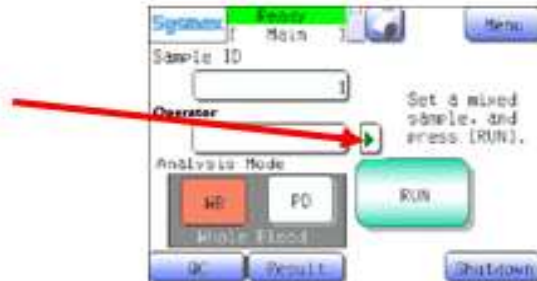 Sysmex
Ready
[ Main ]
Menu
Sample ID
1
Operator
Set a mixed
sample, and
press [RUN].
Analysis Mode
WB
PD
RUN
Whole Blood
QC
Result
Shutdown